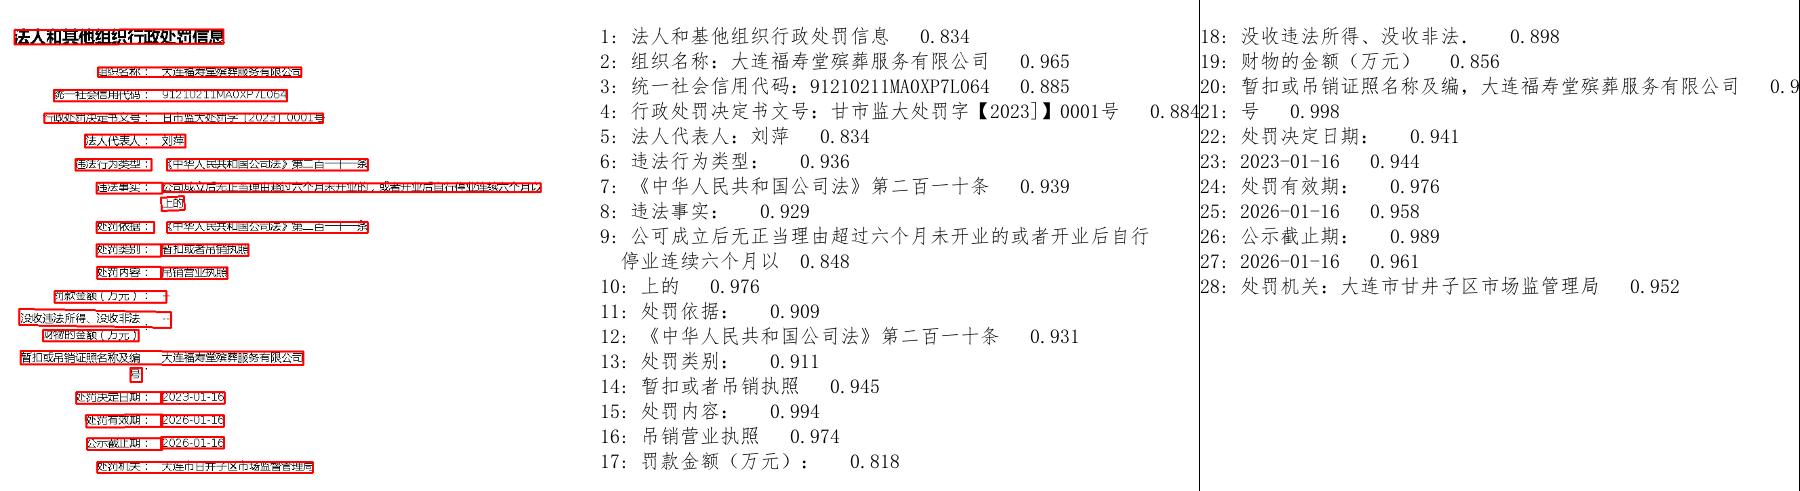 法人和其他组织行政处罚信息
组织名称： 大连福寿堂殡葬服务有限公司
统一社会信用代码： 91210211MA0XP7L064
行政处罚决定书文号： 甘市监大处罚字〔2023〕0001号
法人代表人： 刘萍
违法行为类型： 《中华人民共和国公司法》第二百一十一条
违法事实： 公司成立后无正当理由超过六个月未开业的，或者开业后自行停业连续六个月以
上的
处罚依据： 《中华人民共和国公司法》第二百一十一条
处罚类别： 暂扣或者吊销执照
处罚内容： 吊销营业执照
罚款金额（万元）： --
没收违法所得、没收非法 --
财物的金额（万元）：
暂扣或吊销证照名称及编 大连福寿堂殡葬服务有限公司
号：
处罚决定日期： 2023-01-16
处罚有效期： 2026-01-16
公示截止期： 2026-01-16
处罚机关： 大连市甘井子区市场监督管理局
1: 法人和基他组织行政处罚信息 0.834
2: 组织名称：大连福寿堂殡葬服务有限公司 0.965
3: 统一社会信用代码：91210211MA0XP7L064 0.885
4: 行政处罚决定书文号：甘市监大处罚字【2023]】0001号 0.884
5: 法人代表人：刘萍 0.834
6: 违法行为类型： 0.936
7: 《中华人民共和国公司法》第二百一十条 0.939
8: 违法事实： 0.929
9: 公可成立后无正当理由超过六个月未开业的或者开业后自行
停业连续六个月以 0.848
10: 上的 0.976
11: 处罚依据： 0.909
12: 《中华人民共和国公司法》第二百一十条 0.931
13: 处罚类别： 0.911
14: 暂扣或者吊销执照 0.945
15: 处罚内容： 0.994
16: 吊销营业执照 0.974
17: 罚款金额（万元）： 0.818
18: 没收违法所得、没收非法． 0.898
19: 财物的金额（万元） 0.856
20: 暂扣或吊销证照名称及编，大连福寿堂殡葬服务有限公司 0.9
21: 号 0.998
22: 处罚决定日期： 0.941
23: 2023-01-16 0.944
24: 处罚有效期： 0.976
25: 2026-01-16 0.958
26: 公示截止期： 0.989
27: 2026-01-16 0.961
28: 处罚机关：大连市甘井子区市场监管理局 0.952